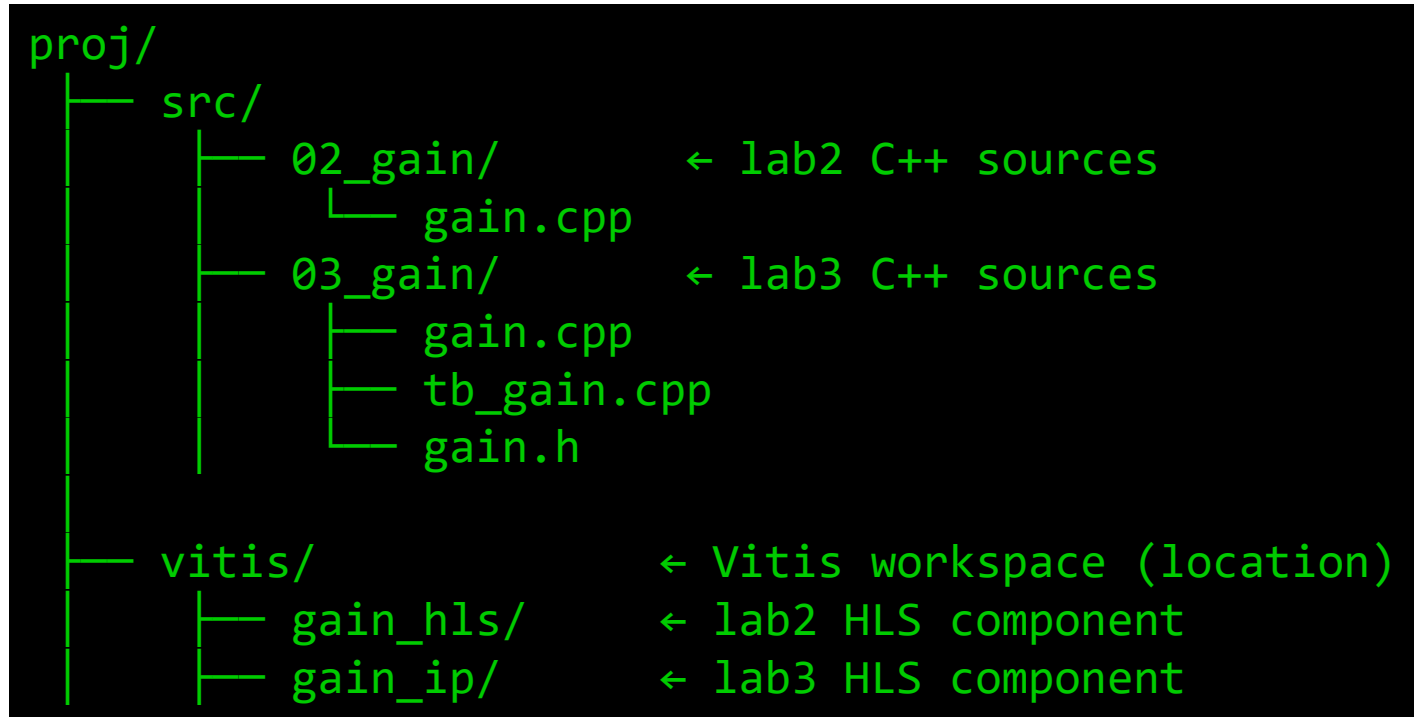 proj/
├── src/
│   ├── 02_gain/ ← lab2 C++ sources
│   │   └── gain.cpp
│   ├── 03_gain/ ← lab3 C++ sources
│   │   ├── gain.cpp
│   │   ├── tb_gain.cpp
│   │   └── gain.h
├── vitis/ ← Vitis workspace (location)
│   ├── gain_hls/ ← lab2 HLS component
│   ├── gain_ip/ ← lab3 HLS component